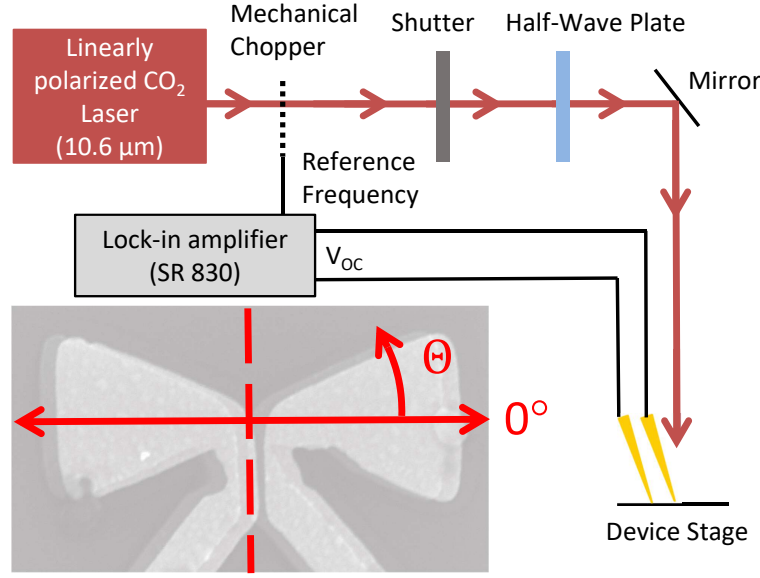 Mechanical
Chopper
Shutter
Half-Wave Plate
Linearly
polarized CO₂
Laser
(10.6 µm)
Mirror
Reference
Frequency
Lock-in amplifier
(SR 830)
V_OC
Θ
0°
Device Stage